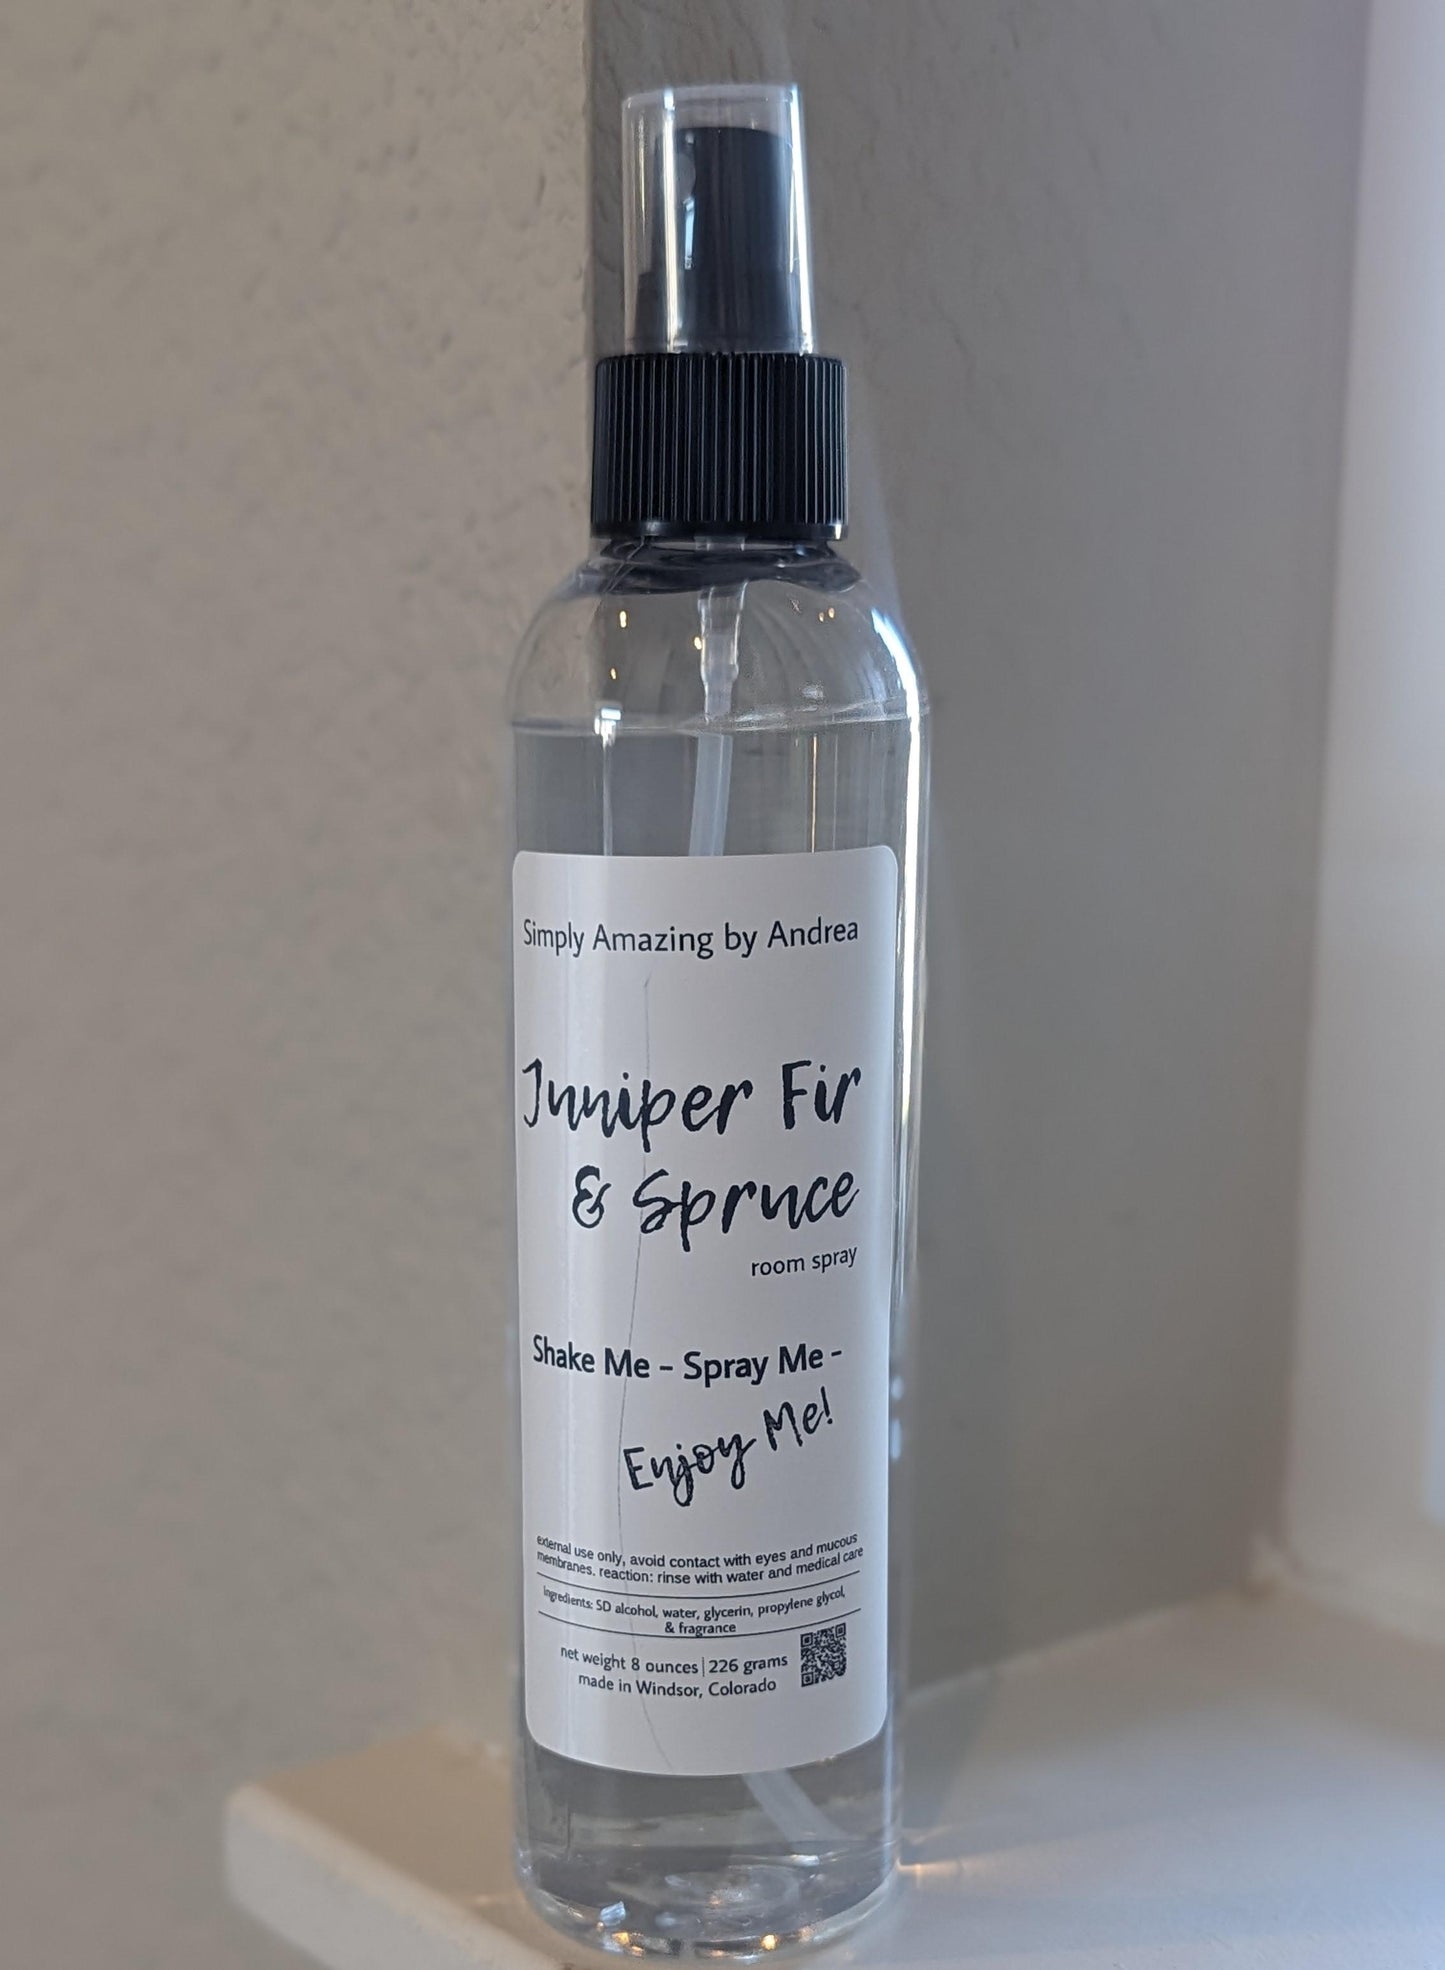 Simply Amazing by Andrea
Juniper Fir
& Spruce
room spray
Shake Me - Spray Me -
Enjoy Me!
external use only, avoid contact with eyes and mucous
membranes. reaction: rinse with water and medical care
ingredients: SD alcohol, water, glycerin, propylene glycol,
& fragrance
net weight 8 ounces | 226 grams
made in Windsor, Colorado